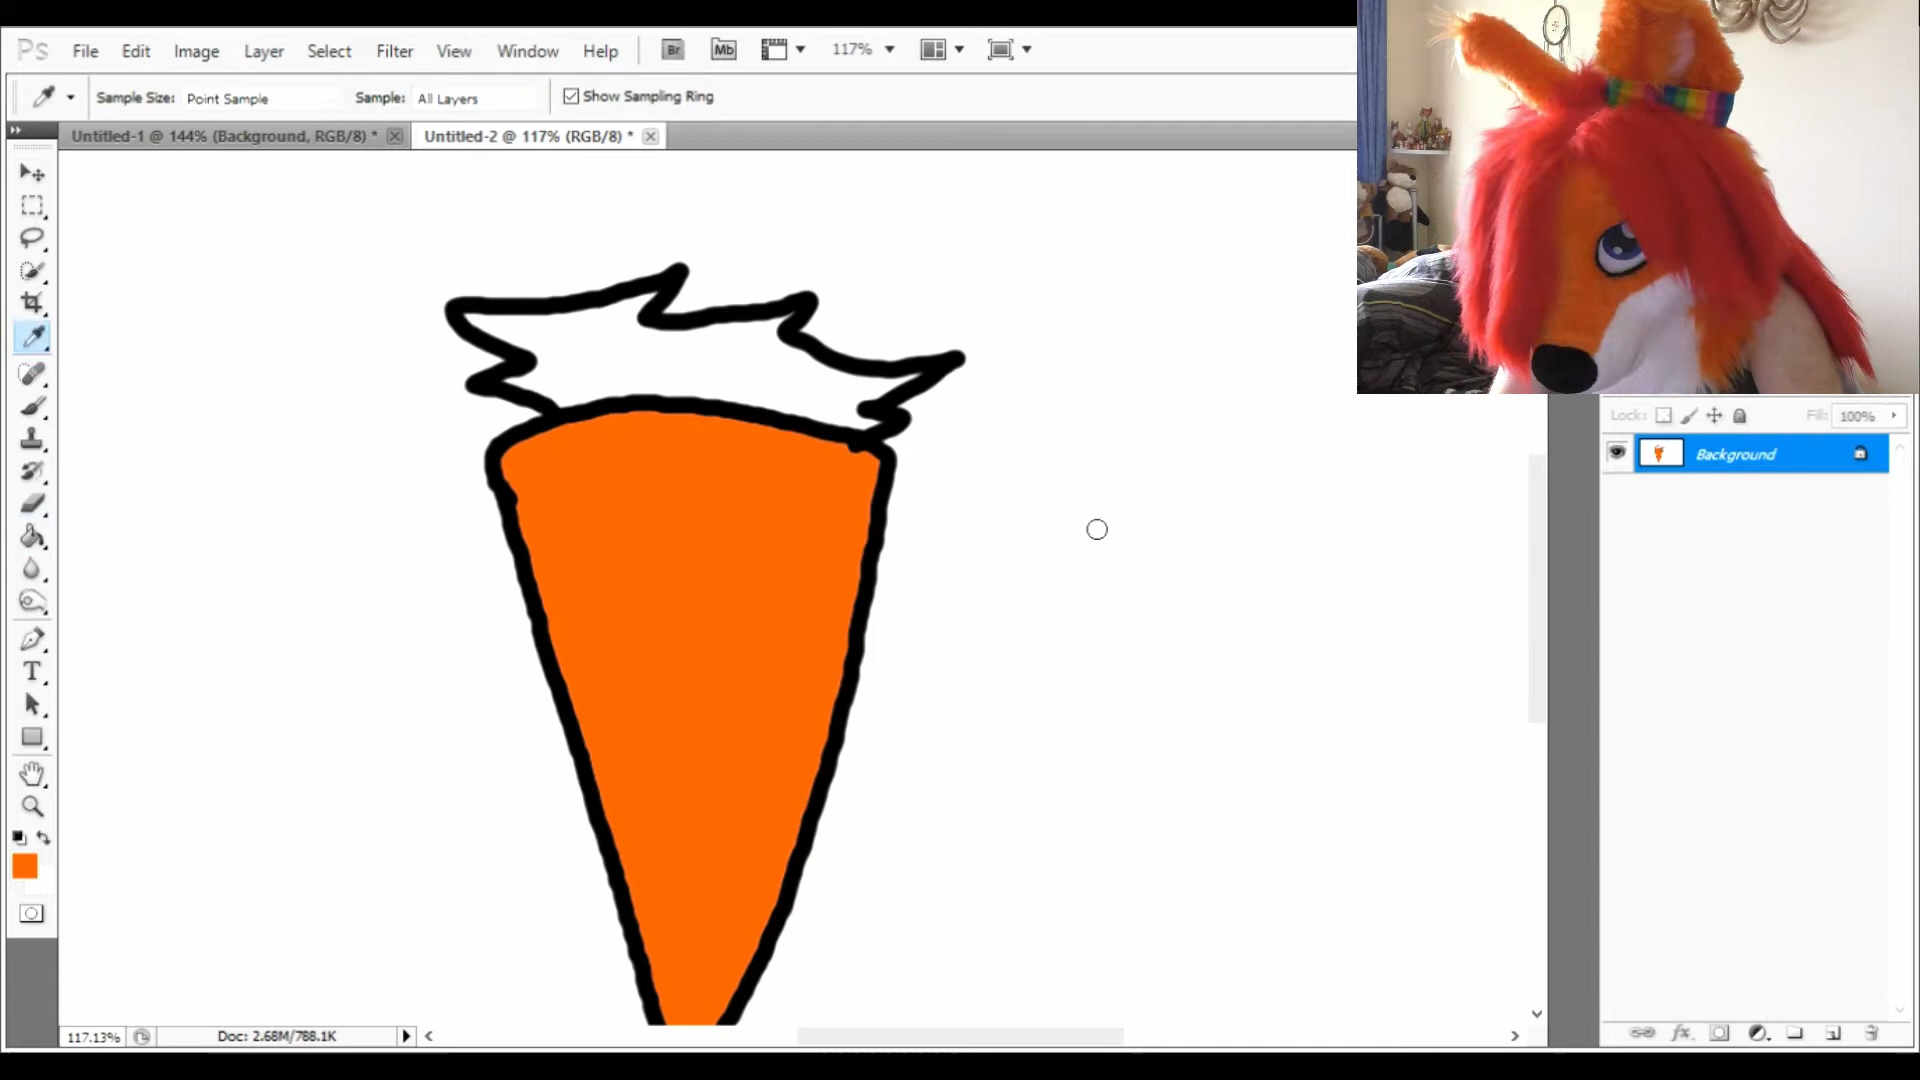 Ps File Edit Image Layer Select Filter View Window Help Br Mb 117%
Sample Size: Point Sample Sample: All Layers Show Sampling Ring
Untitled-1 @ 144% (Background, RGB/8) * Untitled-2 @ 117% (RGB/8) *
Lock: Fill: 100%
Background
T
117.13% Doc: 2.68M/788.1K
fx